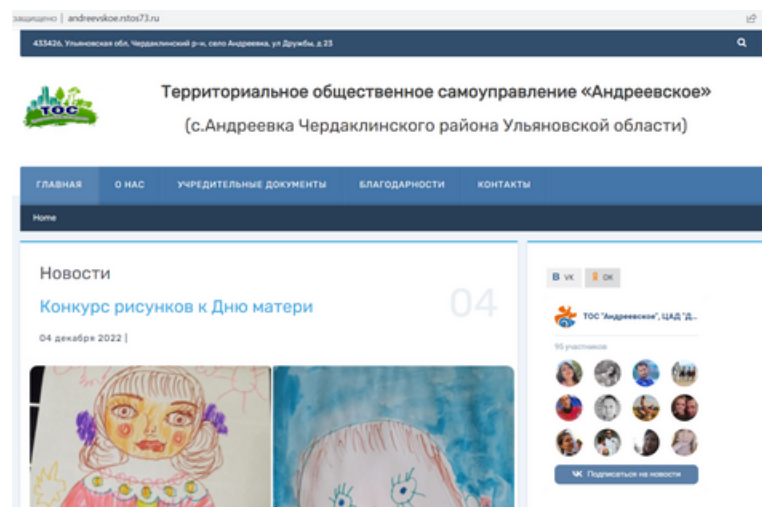 защищено | andreevskoe.rstos73.ru
433426, Ульяновская обл, Чердаклинский р-н, село Андреевка, ул Дружбы, д 23
ТОС
Территориальное общественное самоуправление «Андреевское»
(с.Андреевка Чердаклинского района Ульяновской области)
ГЛАВНАЯ О НАС УЧРЕДИТЕЛЬНЫЕ ДОКУМЕНТЫ БЛАГОДАРНОСТИ КОНТАКТЫ
Home
Новости
Конкурс рисунков к Дню матери
04
04 декабря 2022 |
В VK OK
ТОС "Андреевское", ЦАД "Д...
95 участников
Подписаться на новости